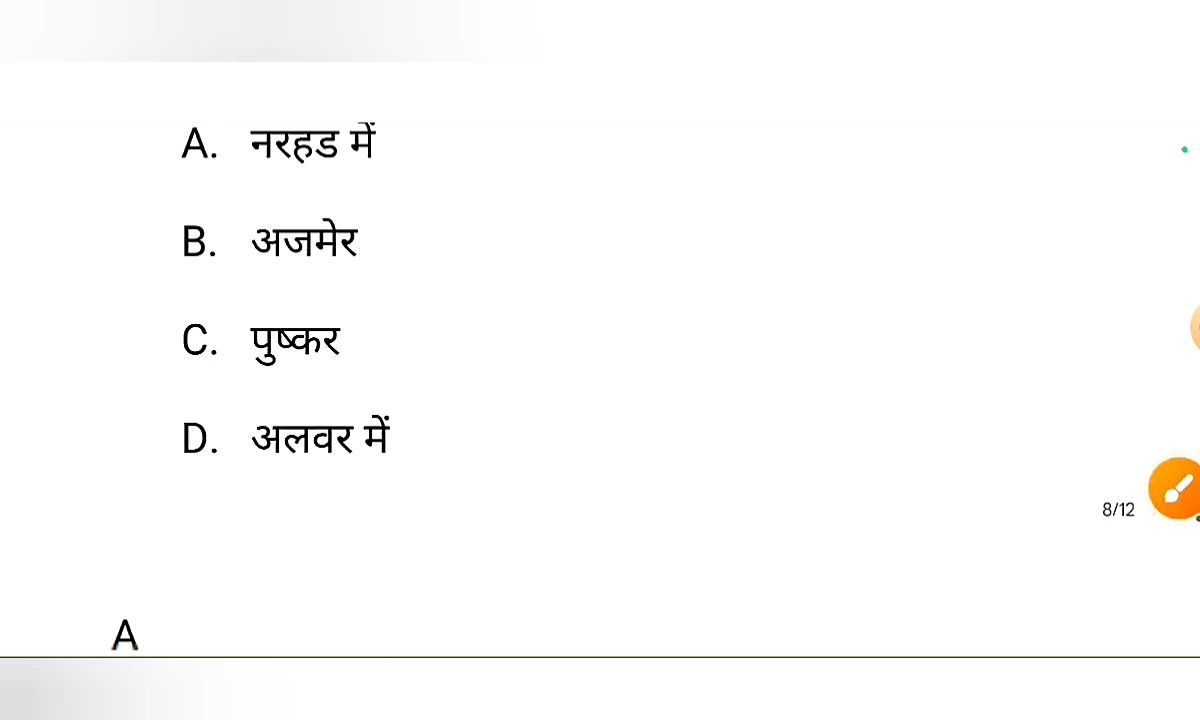 A. नरहड में
B. अजमेर
C. पुष्कर
D. अलवर में
8/12
A